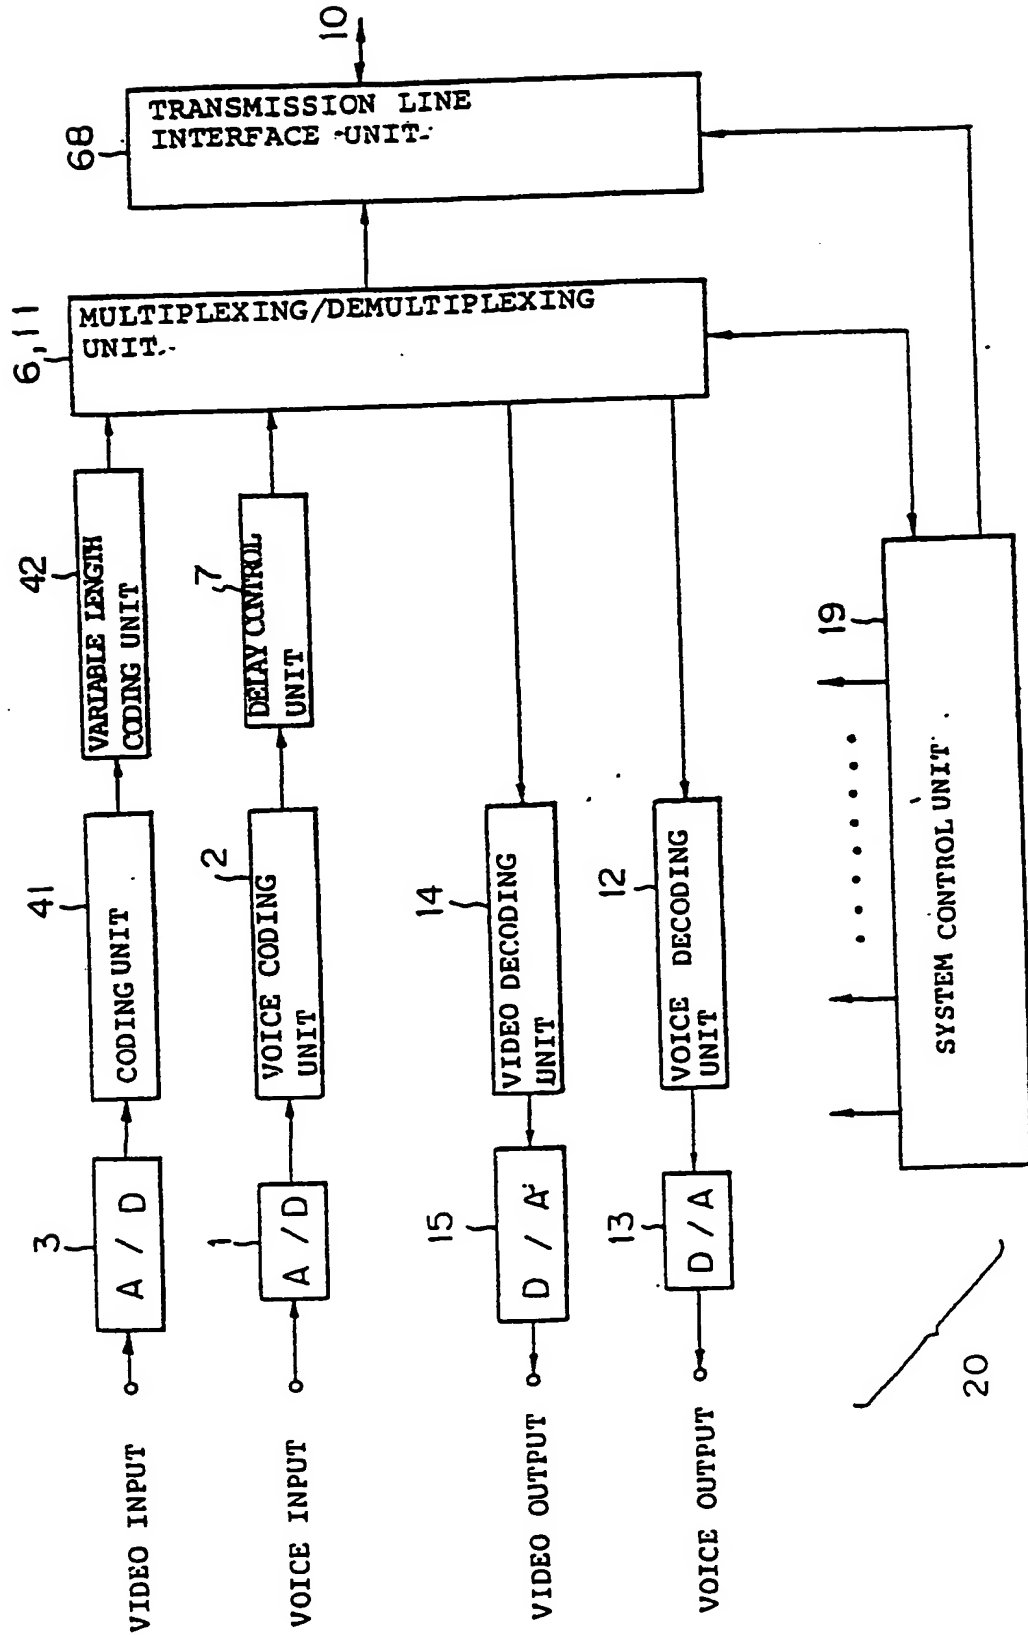 VIDEO INPUT
3
A / D
41
CODING UNIT
42
VARIABLE LENGTH
CODING UNIT
6,11
MULTIPLEXING/DEMULTIPLEXING
UNIT
68
TRANSMISSION LINE
INTERFACE UNIT
10
VOICE INPUT
1
A / D
2
VOICE CODING
UNIT
7
DELAY CONTROL
UNIT
VIDEO OUTPUT
15
D / A
14
VIDEO DECODING
UNIT
VOICE OUTPUT
13
D / A
12
VOICE DECODING
UNIT
20
19
SYSTEM CONTROL UNIT